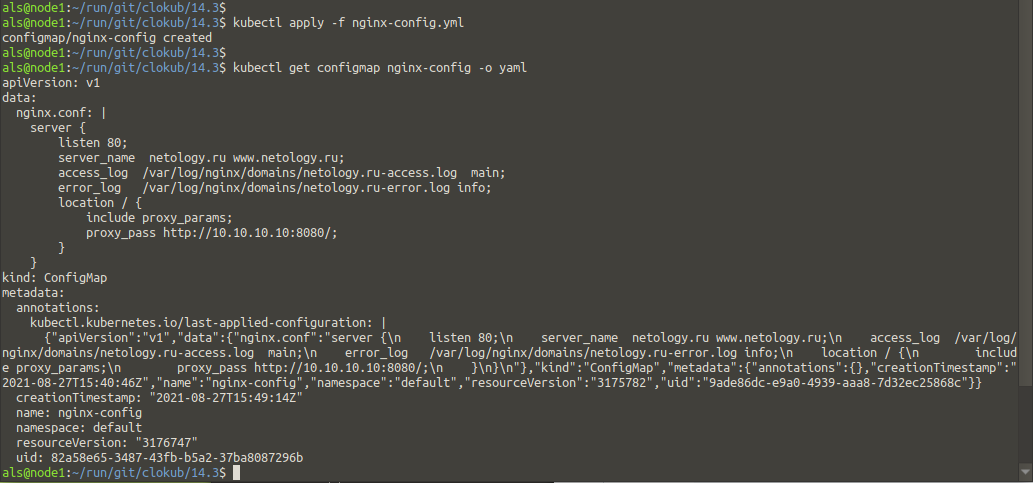 als@node1:~/run/git/clokub/14.3$
als@node1:~/run/git/clokub/14.3$ kubectl apply -f nginx-config.yml
configmap/nginx-config created
als@node1:~/run/git/clokub/14.3$
als@node1:~/run/git/clokub/14.3$ kubectl get configmap nginx-config -o yaml
apiVersion: v1
data:
  nginx.conf: |
    server {
        listen 80;
        server_name  netology.ru www.netology.ru;
        access_log  /var/log/nginx/domains/netology.ru-access.log  main;
        error_log   /var/log/nginx/domains/netology.ru-error.log info;
        location / {
            include proxy_params;
            proxy_pass http://10.10.10.10:8080/;
        }
    }
kind: ConfigMap
metadata:
  annotations:
    kubectl.kubernetes.io/last-applied-configuration: |
      {"apiVersion":"v1","data":{"nginx.conf":"server {\n    listen 80;\n    server_name  netology.ru www.netology.ru;\n    access_log  /var/log/
nginx/domains/netology.ru-access.log  main;\n    error_log   /var/log/nginx/domains/netology.ru-error.log info;\n    location / {\n        includ
e proxy_params;\n        proxy_pass http://10.10.10.10:8080/;\n    }\n}\n"},"kind":"ConfigMap","metadata":{"annotations":{},"creationTimestamp":"
2021-08-27T15:40:46Z","name":"nginx-config","namespace":"default","resourceVersion":"3175782","uid":"9ade86dc-e9a0-4939-aaa8-7d32ec25868c"}}
  creationTimestamp: "2021-08-27T15:49:14Z"
  name: nginx-config
  namespace: default
  resourceVersion: "3176747"
  uid: 82a58e65-3487-43fb-b5a2-37ba8087296b
als@node1:~/run/git/clokub/14.3$